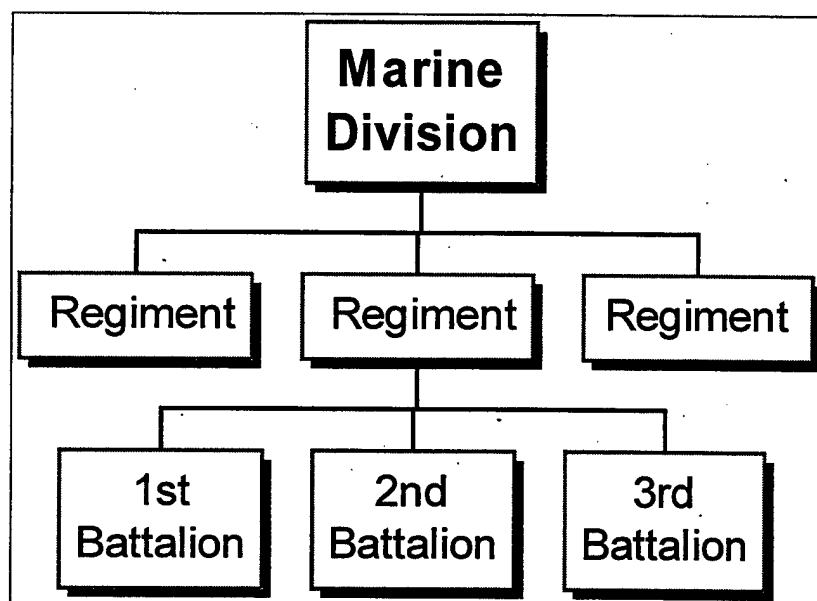 Marine
Division
Regiment
Regiment
Regiment
1st
Battalion
2nd
Battalion
3rd
Battalion